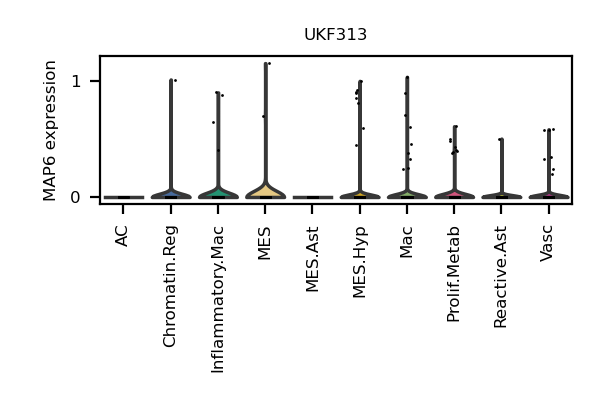 UKF313
MAP6 expression
1
0
AC
Chromatin.Reg
Inflammatory.Mac
MES
MES.Ast
MES.Hyp
Mac
Prolif.Metab
Reactive.Ast
Vasc